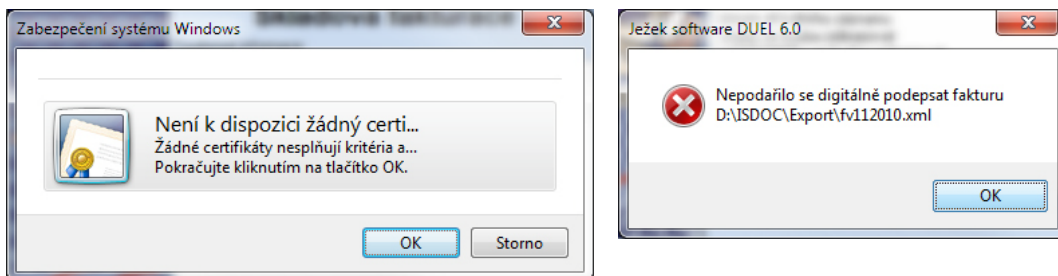 Zabezpečení systému Windows
Není k dispozici žádný certi...
Žádné certifikáty nesplňují kritéria a...
Pokračujte kliknutím na tlačítko OK.
OK
Storno
Ježek software DUEL 6.0
Nepodařilo se digitálně podepsat fakturu
D:\ISDOC\Export\fv112010.xml
OK